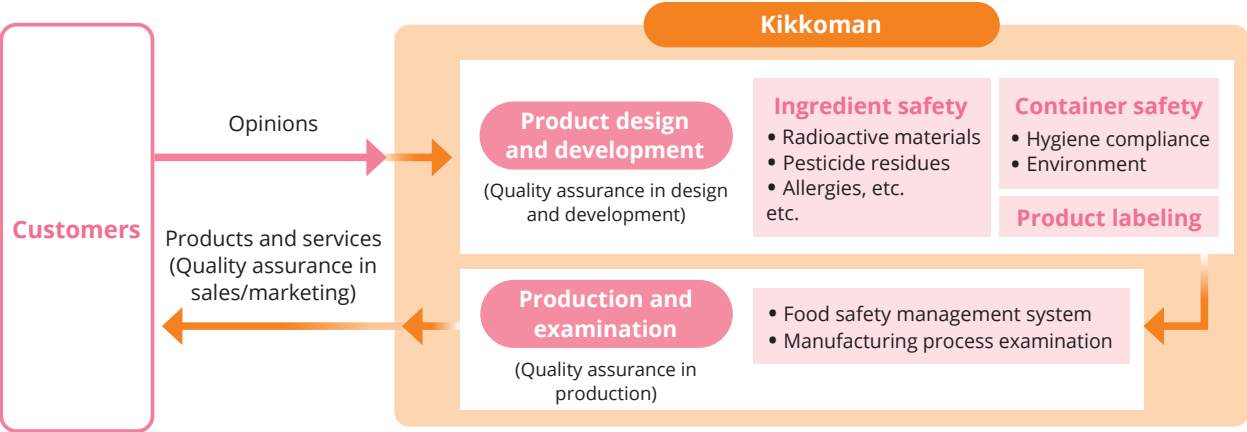 Kikkoman
Customers
Opinions
Products and services
(Quality assurance in
sales/marketing)
Product design
and development
(Quality assurance in design
and development)
Ingredient safety
• Radioactive materials
• Pesticide residues
• Allergies, etc.
etc.
Container safety
• Hygiene compliance
• Environment
Product labeling
Production and
examination
(Quality assurance in
production)
• Food safety management system
• Manufacturing process examination